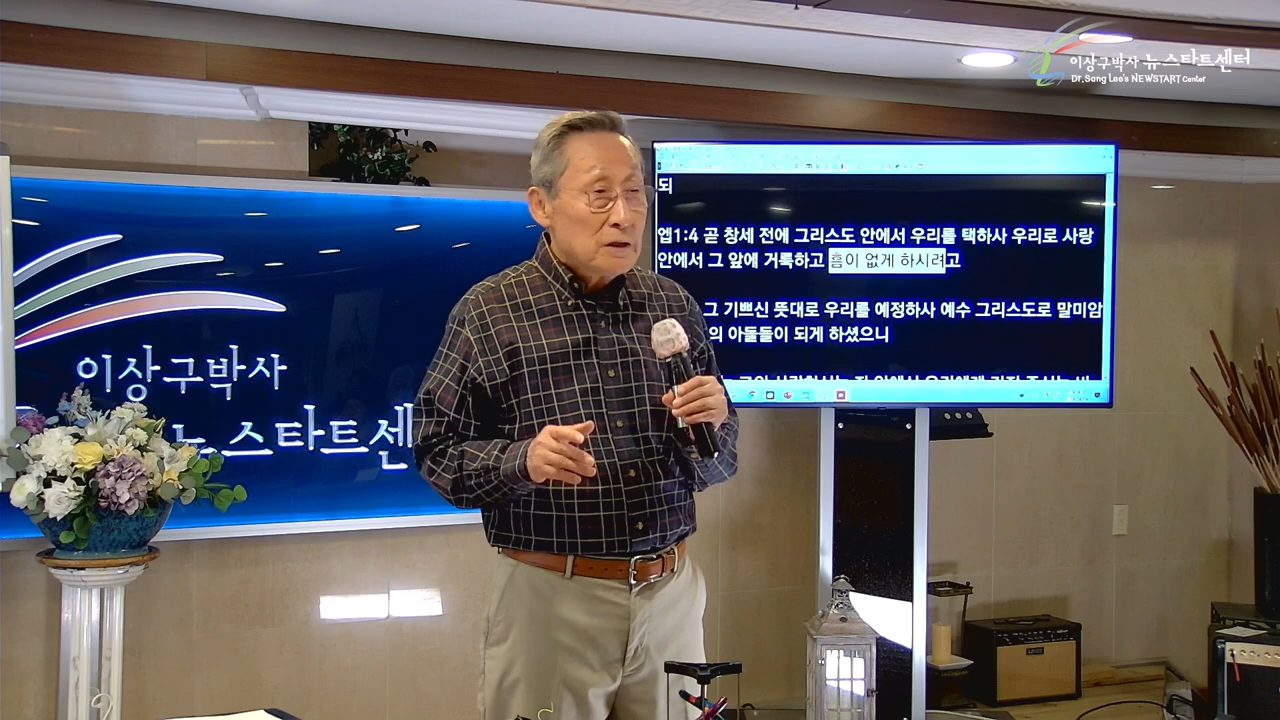 이상구박사 뉴스타트센터
Dr. Sang Lee's NEWSTART Center
되
엡1:4 곧 창세 전에 그리스도 안에서 우리를 택하사 우리로 사랑
안에서 그 앞에 거룩하고 흠이 없게 하시려고
그 기쁘신 뜻대로 우리를 예정하사 예수 그리스도로 말미암
의 아들들이 되게 하셨으니
이상구박사
뉴스타트센